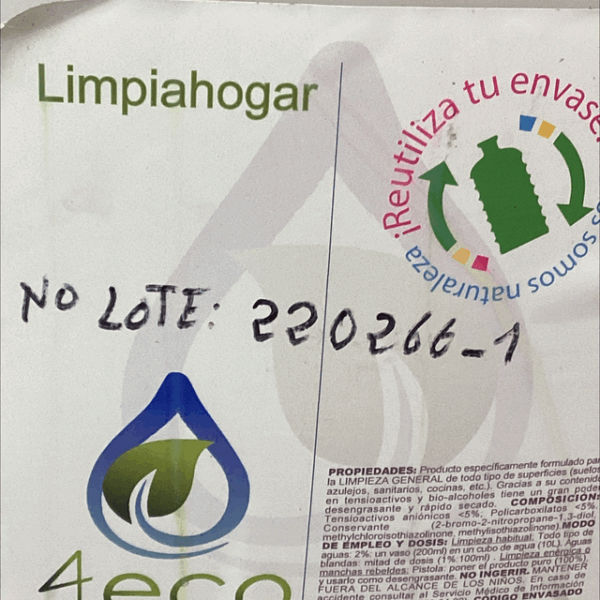 Limpiahogar
¡Reutiliza tu envase!
somos naturaleza
NO LOTE: 220266-1
4eco
PROPIEDADES: Producto específicamente formulado para
la LIMPIEZA GENERAL de todo tipo de superficies (suelos,
azulejos, sanitarios, cocinas, etc.). Gracias a su contenido
en tensioactivos y bio-alcoholes tiene un gran poder
desengrasante y rápido secado. COMPOSICIÓN:
Tensioactivos aniónicos <5%, Policarboxilatos <5%.
Conservante (2-bromo-2-nitropropane-1,3-diol,
methylchloroisothiazolinone, methylisothiazolinone).MODO
DE EMPLEO Y DOSIS: Limpieza habitual: Todo tipo de
aguas: 2%: un vaso (200ml) en un cubo de agua (10L). Aguas
blandas: mitad de dosis (1%:100ml). Limpieza enérgica o
manchas rebeldes: Pistola: poner el producto puro (100%),
y usarlo como desengrasante. NO INGERIR. MANTENER
FUERA DEL ALCANCE DE LOS NIÑOS. En caso de
accidente consultar al Servicio Médico de Información
CÓDIGO ENVASADO